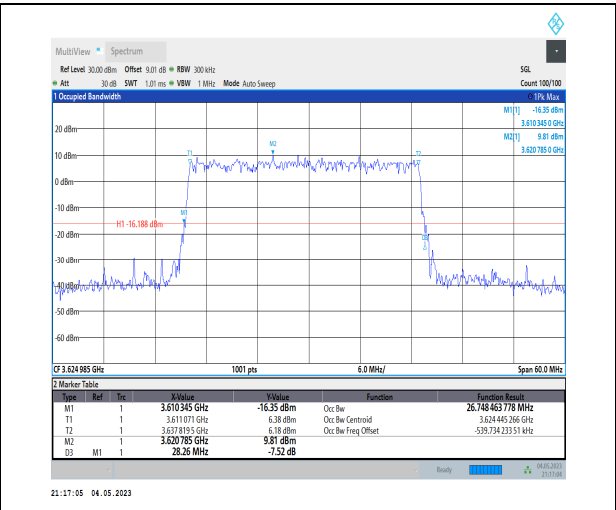 MultiView Spectrum
Ref Level 30.00 dBm Offset 9.01 dB RBW 300 kHz SGL
Att 30 dB SWT 1.01 ms VBW 1 MHz Mode Auto Sweep Count 100/100
1 Occupied Bandwidth 1Pk Max
M1[1] -16.35 dBm
3.610 345 0 GHz
M2[1] 9.81 dBm
3.620 785 0 GHz
20 dBm
M2
T1 T2
10 dBm
0 dBm
-10 dBm
M1
H1 -16.188 dBm
-20 dBm
-30 dBm
-40 dBm
-50 dBm
-60 dBm
CF 3.624 985 GHz 1001 pts 6.0 MHz/ Span 60.0 MHz
2 Marker Table
Type Ref Trc X-Value Y-Value Function Function Result
M1 1 3.610 345 GHz -16.35 dBm Occ Bw 26.748 463 778 MHz
T1 1 3.611 071 GHz 6.38 dBm Occ Bw Centroid 3.624 445 266 GHz
T2 1 3.637 819 5 GHz 6.18 dBm Occ Bw Freq Offset -539.734 233 51 kHz
M2 1 3.620 785 GHz 9.81 dBm
D3 M1 1 28.26 MHz -7.52 dB
Ready 04.05.2023
21:17:04
21:17:05 04.05.2023